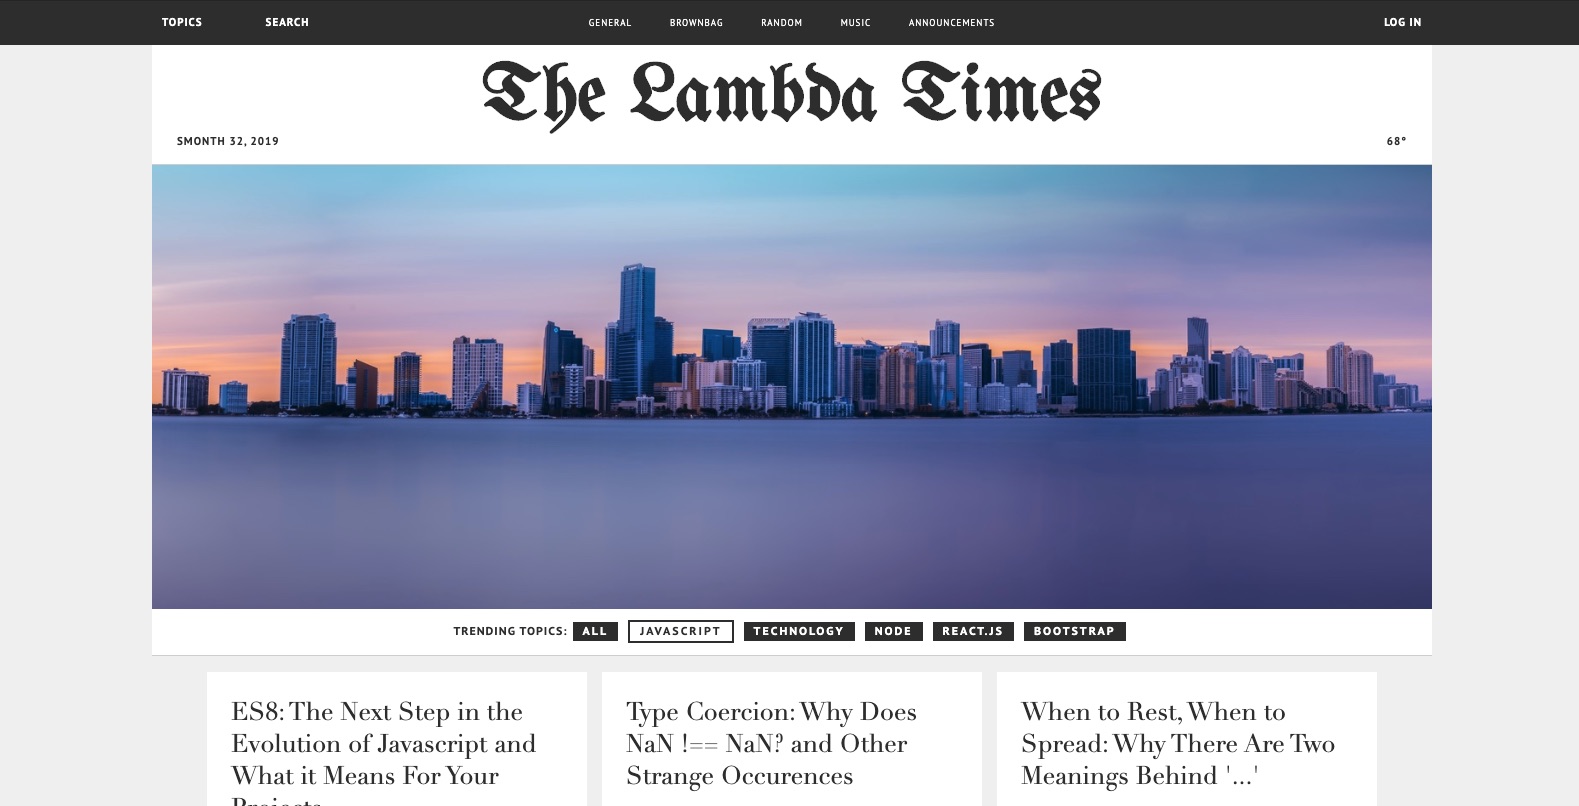 TOPICS SEARCH GENERAL BROWNBAG RANDOM MUSIC ANNOUNCEMENTS LOG IN
The Lambda Times
SMONTH 32, 2019 68°
TRENDING TOPICS: ALL JAVASCRIPT TECHNOLOGY NODE REACT.JS BOOTSTRAP
ES8: The Next Step in the
Evolution of Javascript and
What it Means For Your
Projects
Type Coercion: Why Does
NaN !== NaN? and Other
Strange Occurences
When to Rest, When to
Spread: Why There Are Two
Meanings Behind '...'